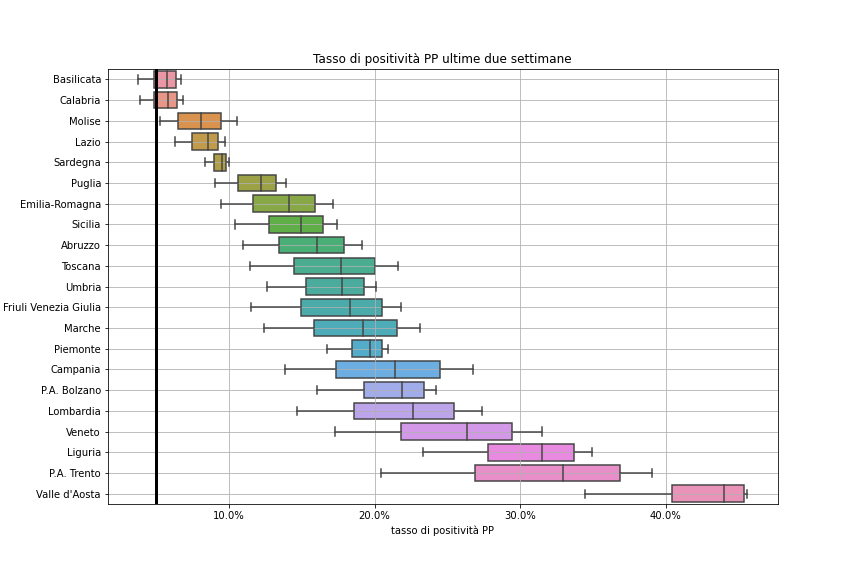 Tasso di positività PP ultime due settimane
Basilicata
Calabria
Molise
Lazio
Sardegna
Puglia
Emilia-Romagna
Sicilia
Abruzzo
Toscana
Umbria
Friuli Venezia Giulia
Marche
Piemonte
Campania
P.A. Bolzano
Lombardia
Veneto
Liguria
P.A. Trento
Valle d'Aosta
10.0% 20.0% 30.0% 40.0%
tasso di positività PP